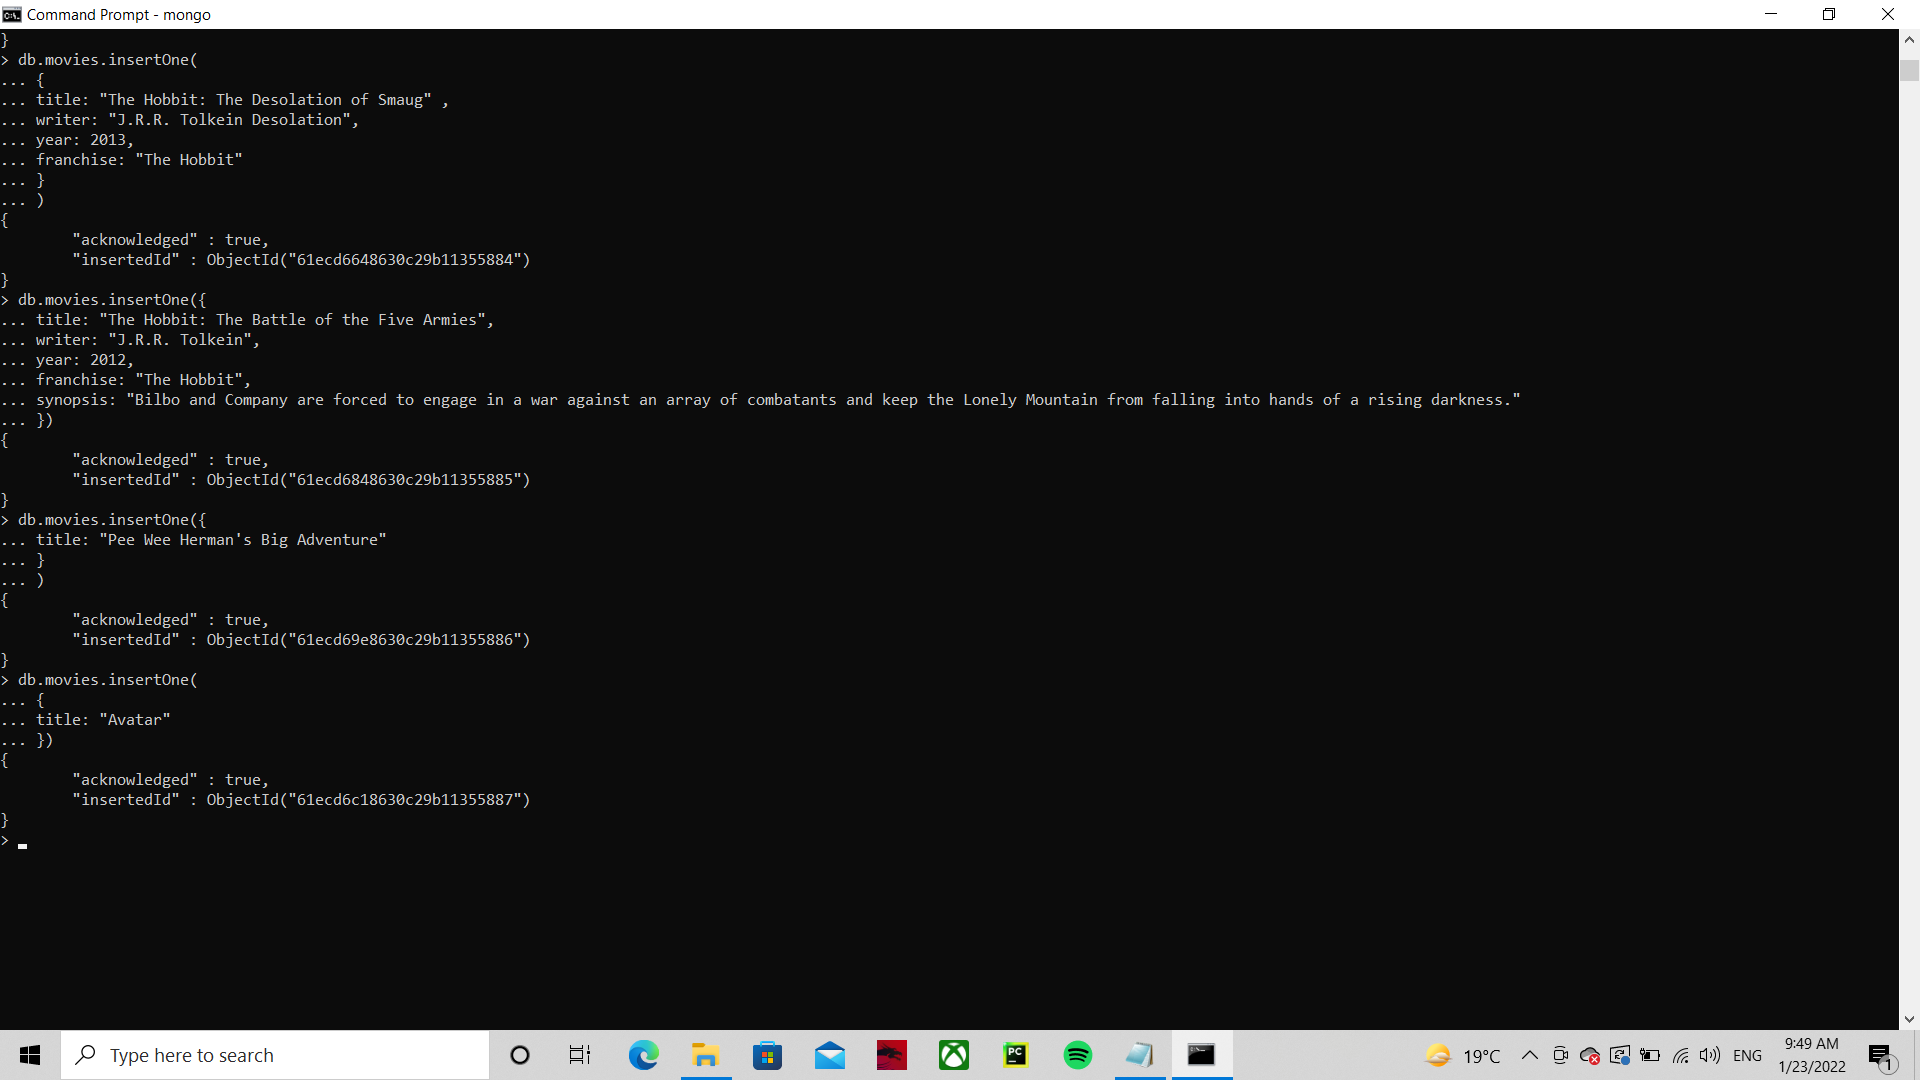 Command Prompt - mongo
}
> db.movies.insertOne(
... {
... title: "The Hobbit: The Desolation of Smaug" ,
... writer: "J.R.R. Tolkein Desolation",
... year: 2013,
... franchise: "The Hobbit"
... }
... )
{
        "acknowledged" : true,
        "insertedId" : ObjectId("61ecd6648630c29b11355884")
}
> db.movies.insertOne({
... title: "The Hobbit: The Battle of the Five Armies",
... writer: "J.R.R. Tolkein",
... year: 2012,
... franchise: "The Hobbit",
... synopsis: "Bilbo and Company are forced to engage in a war against an array of combatants and keep the Lonely Mountain from falling into hands of a rising darkness."
... })
{
        "acknowledged" : true,
        "insertedId" : ObjectId("61ecd6848630c29b11355885")
}
> db.movies.insertOne({
... title: "Pee Wee Herman's Big Adventure"
... }
... )
{
        "acknowledged" : true,
        "insertedId" : ObjectId("61ecd69e8630c29b11355886")
}
> db.movies.insertOne(
... {
... title: "Avatar"
... })
{
        "acknowledged" : true,
        "insertedId" : ObjectId("61ecd6c18630c29b11355887")
}
>
Type here to search
PC
19°C
ENG
9:49 AM
1/23/2022
1